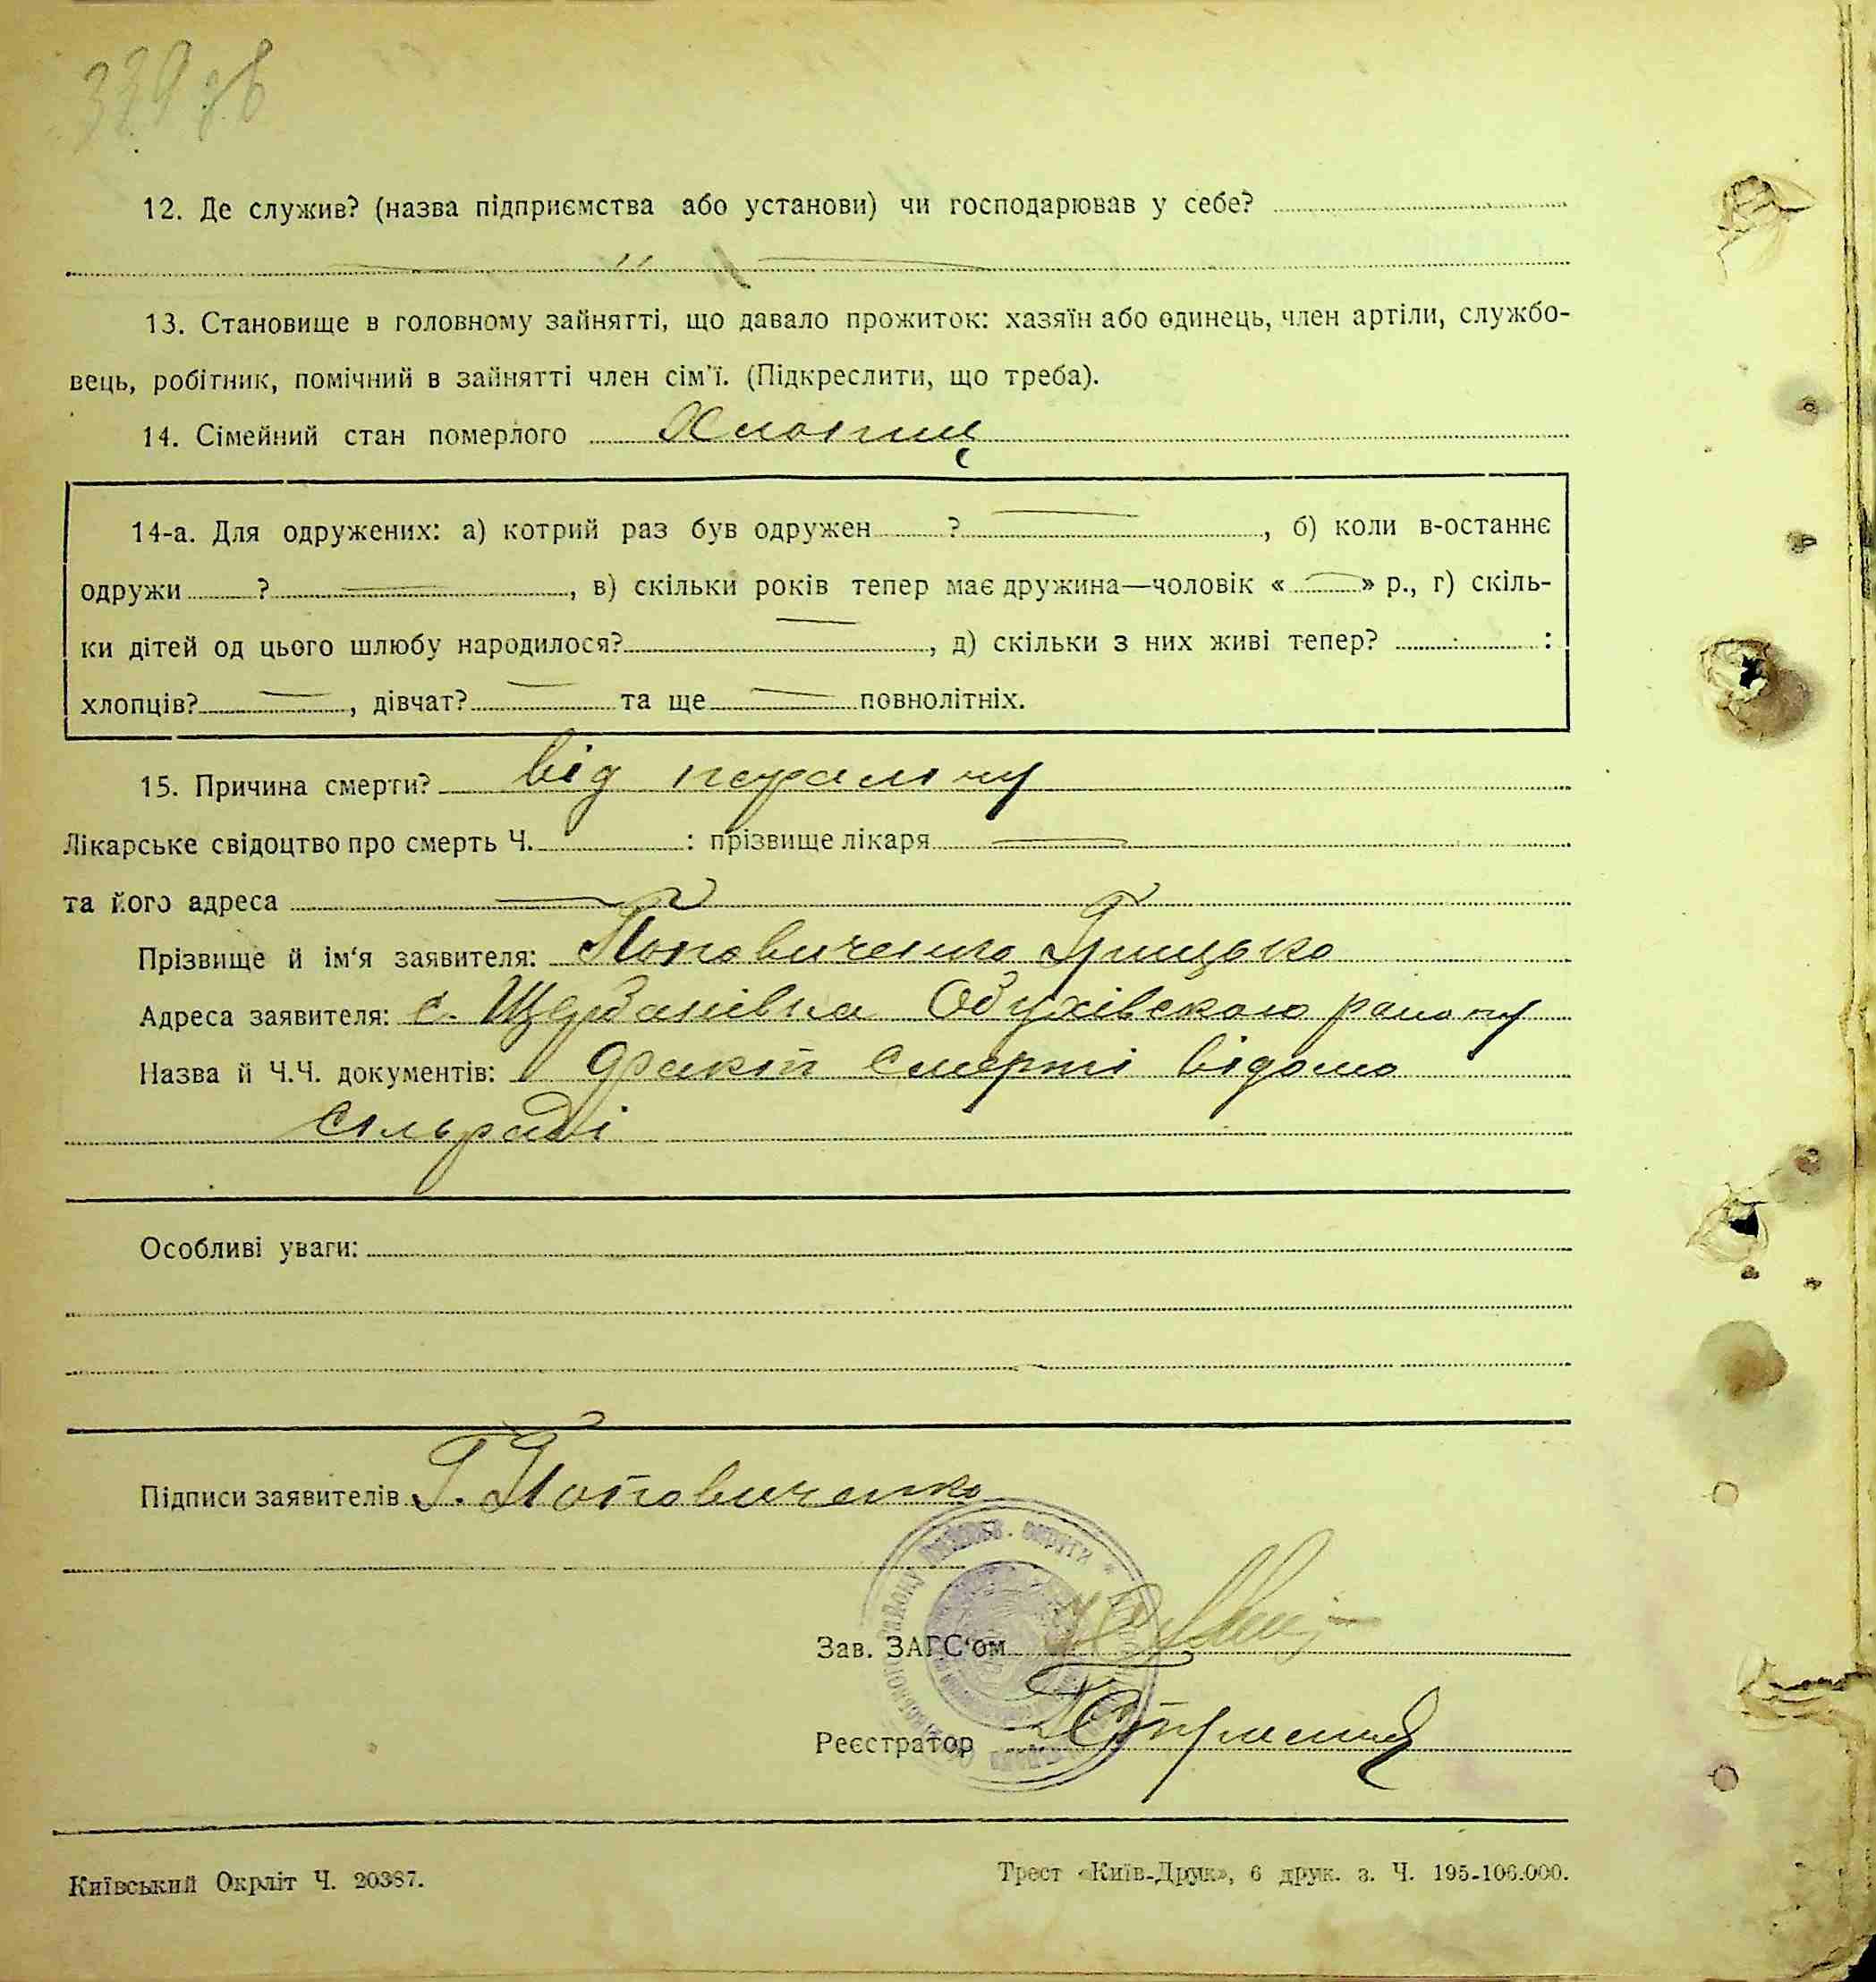 379 зв
12. Де служив? (назва підприємства або установи) чи господарював у себе?
13. Становище в головному зайнятті, що давало прожиток: хазяїн або одинець, член артіли, службо-
вець, робітник, помічний в зайнятті член сім'ї. (Підкреслити, що треба).
14. Сімейний стан померлого Хлопиц
14-а. Для одружених: а) котрий раз був одружен ? , б) коли в-останнє
одружи ? , в) скільки років тепер має дружина—чоловік « » р., г) скіль-
ки дітей од цього шлюбу народилося? , д) скільки з них живі тепер? :
хлопців? , дівчат? та ще повнолітніх.
15. Причина смерти? від паралічу
Лікарське свідоцтво про смерть Ч. : прізвище лікаря
та його адреса
Прізвище й ім'я заявителя: Поповиченко Грицько
Адреса заявителя: с. Щербанівка Обухівського району
Назва й Ч.Ч. документів: факт смерті відомо
сільраді
Особливі уваги:
Підписи заявителів Г. Поповиченко
Зав. ЗАГС'ом
Реєстратор
Київський Окрліт Ч. 20387.
Трест «Київ-Друк», 6 друк. з. Ч. 195-106.000.